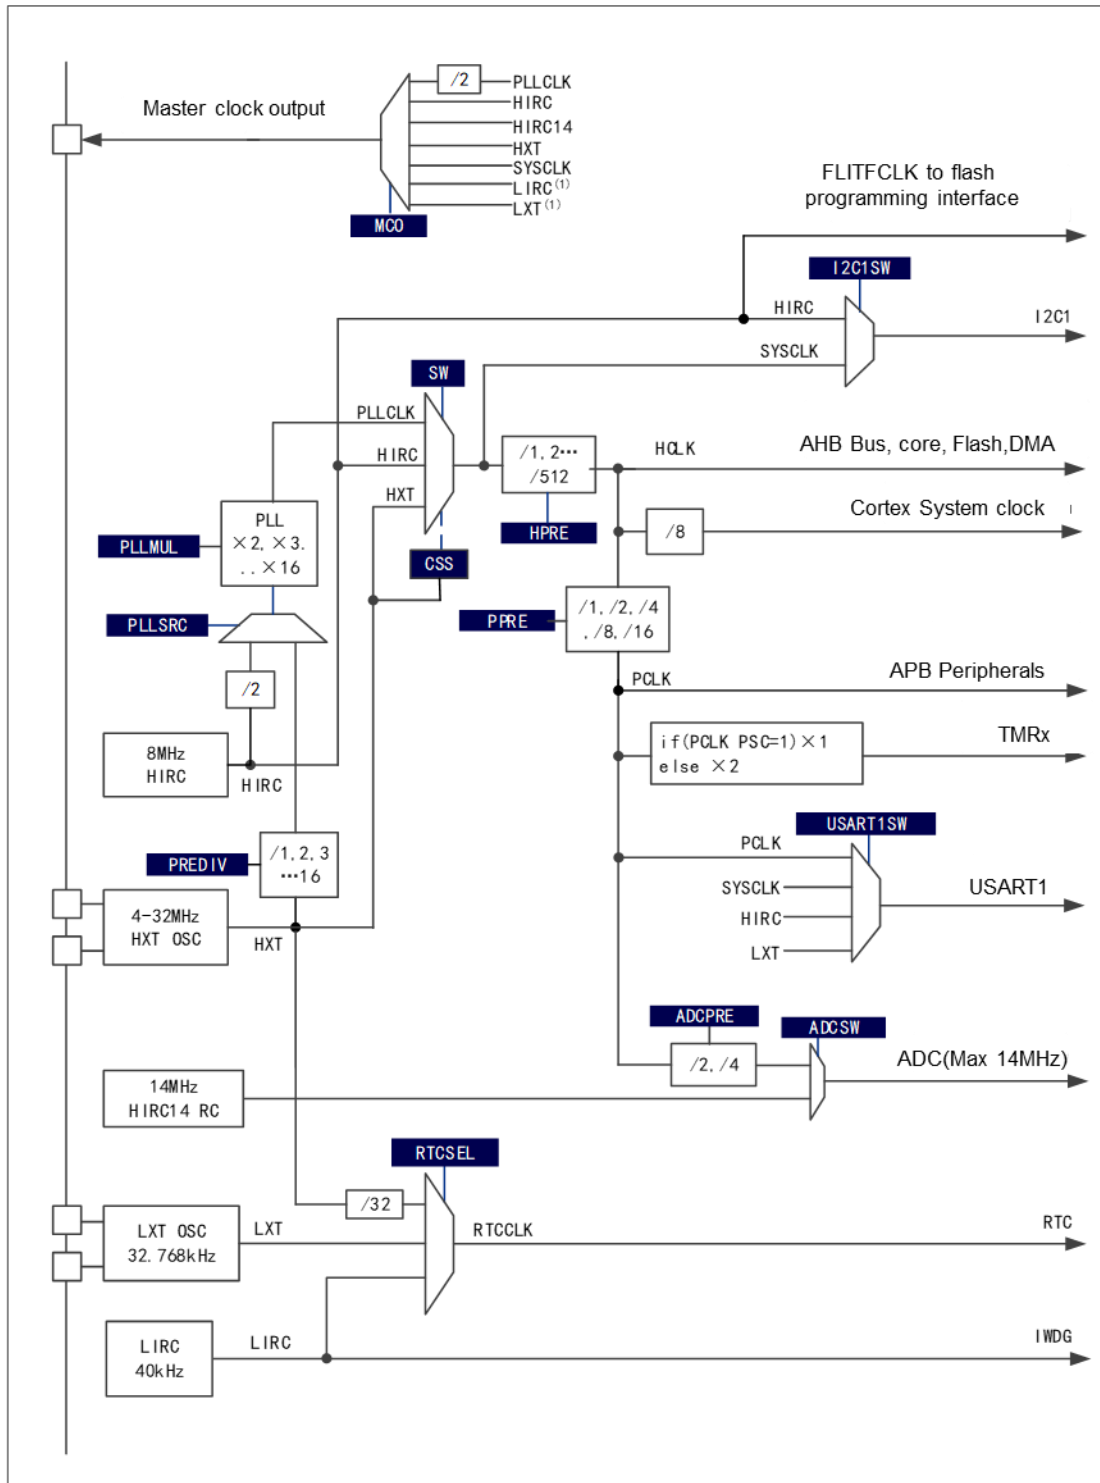 /2
PLLCLK
HIRC
HIRC14
HXT
SYSCLK
LIRC(1)
LXT(1)
Master clock output
MCO
FLITFCLK to flash
programming interface
I2C1SW
HIRC
I2C1
SYSCLK
SW
PLLCLK
HIRC
HXT
/1, 2···
/512
HCLK
AHB Bus, core, Flash,DMA
Cortex System clock
/8
HPRE
CSS
PLL
×2, ×3.
..×16
PLLMUL
PLLSRC
/1, /2, /4
, /8, /16
PPRE
PCLK
APB Peripherals
/2
8MHz
HIRC
HIRC
if(PCLK PSC=1)×1
else ×2
TMRx
USART1SW
PCLK
SYSCLK
HIRC
LXT
USART1
PREDIV
/1, 2, 3
···16
4-32MHz
HXT OSC
HXT
ADCPRE
ADCSW
/2, /4
ADC(Max 14MHz)
14MHz
HIRC14 RC
RTCSEL
/32
LXT OSC
32.768kHz
LXT
RTCCLK
RTC
LIRC
40kHz
LIRC
IWDG